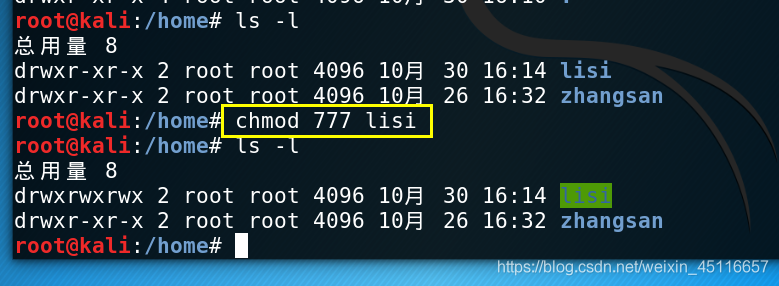 root@kali:/home# ls -l
总用量 8
drwxr-xr-x 2 root root 4096 10月 30 16:14 lisi
drwxr-xr-x 2 root root 4096 10月 26 16:32 zhangsan
root@kali:/home# chmod 777 lisi
root@kali:/home# ls -l
总用量 8
drwxrwxrwx 2 root root 4096 10月 30 16:14 lisi
drwxr-xr-x 2 root root 4096 10月 26 16:32 zhangsan
root@kali:/home#
https://blog.csdn.net/weixin_45116657